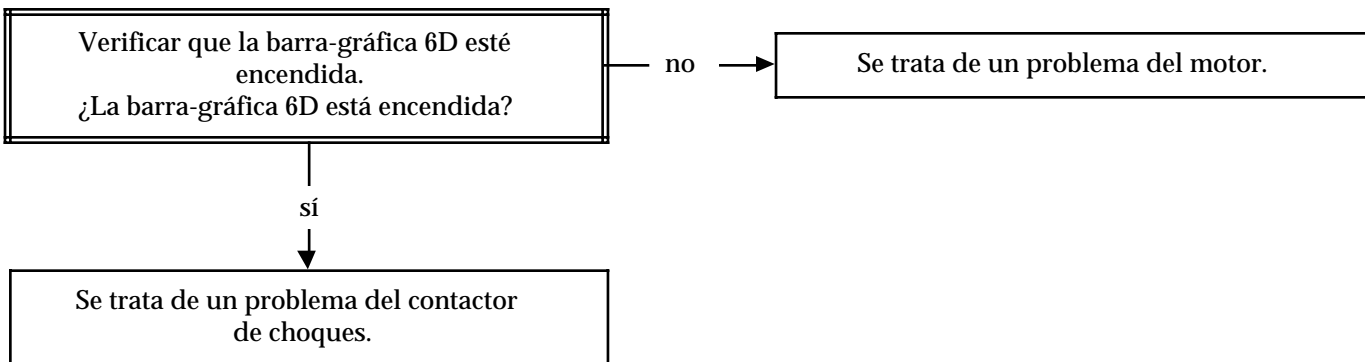 Verificar que la barra-gráfica 6D esté
encendida.
¿La barra-gráfica 6D está encendida?
no
Se trata de un problema del motor.
sí
Se trata de un problema del contactor
de choques.